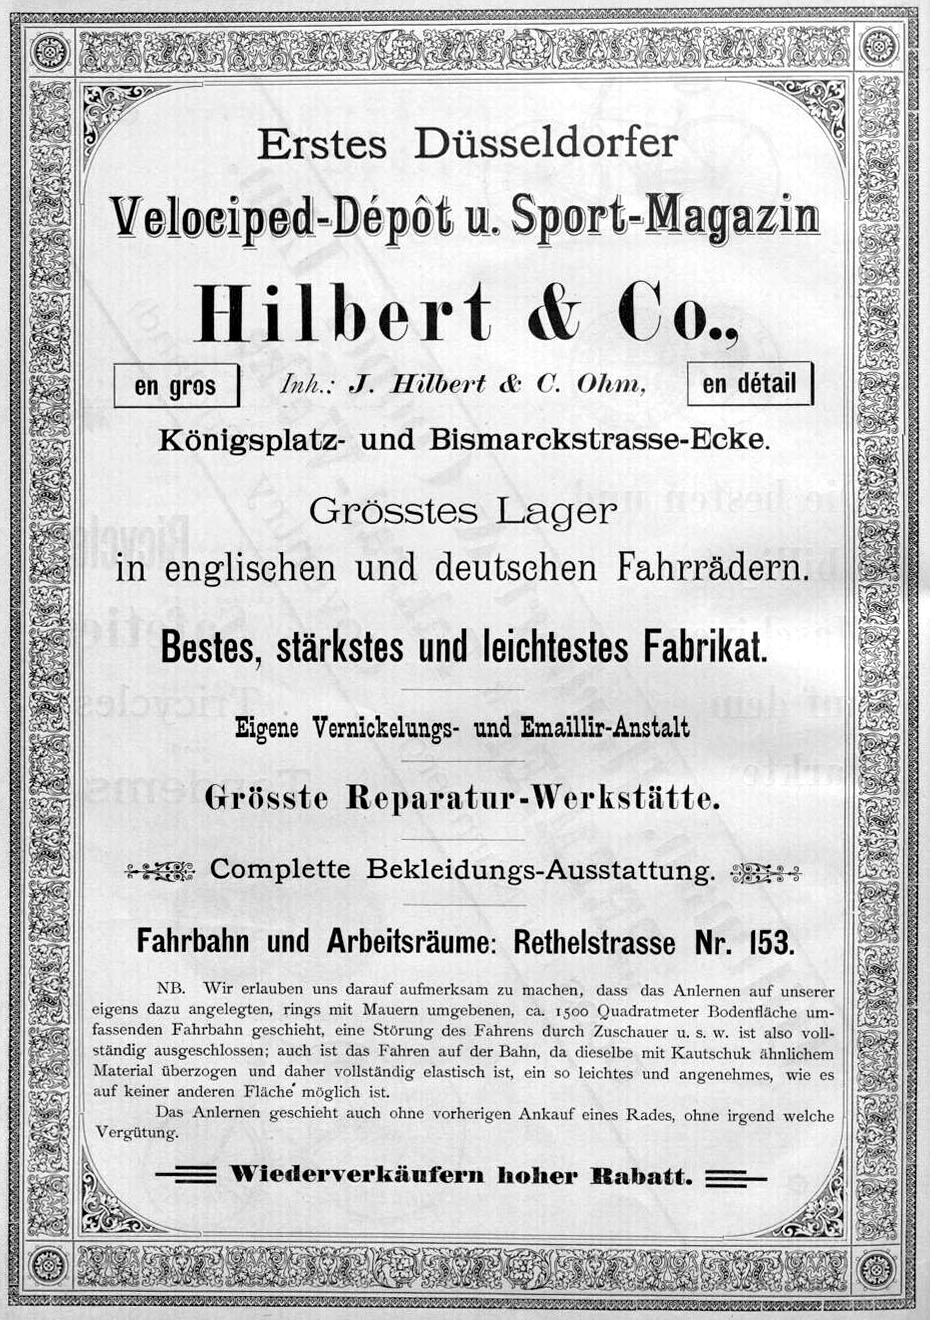 Erstes Düsseldorfer
Velociped-Dépôt u. Sport-Magazin
Hilbert & Co.,
en gros
Inh.: J. Hilbert & C. Ohm,
en détail
Königsplatz- und Bismarckstrasse-Ecke.
Grösstes Lager
in englischen und deutschen Fahrrädern.
Bestes, stärkstes und leichtestes Fabrikat.
Eigene Vernickelungs- und Emaillir-Anstalt
Grösste Reparatur-Werkstätte.
Complette Bekleidungs-Ausstattung.
Fahrbahn und Arbeitsräume: Rethelstrasse Nr. 153.
NB. Wir erlauben uns darauf aufmerksam zu machen, dass das Anlernen auf unserer
eigens dazu angelegten, rings mit Mauern umgebenen, ca. 1500 Quadratmeter Bodenfläche um-
fassenden Fahrbahn geschieht, eine Störung des Fahrens durch Zuschauer u. s. w. ist also voll-
ständig ausgeschlossen; auch ist das Fahren auf der Bahn, da dieselbe mit Kautschuk ähnlichem
Material überzogen und daher vollständig elastisch ist, ein so leichtes und angenehmes, wie es
auf keiner anderen Fläche möglich ist.
Das Anlernen geschieht auch ohne vorherigen Ankauf eines Rades, ohne irgend welche
Vergütung.
Wiederverkäufern hoher Rabatt.